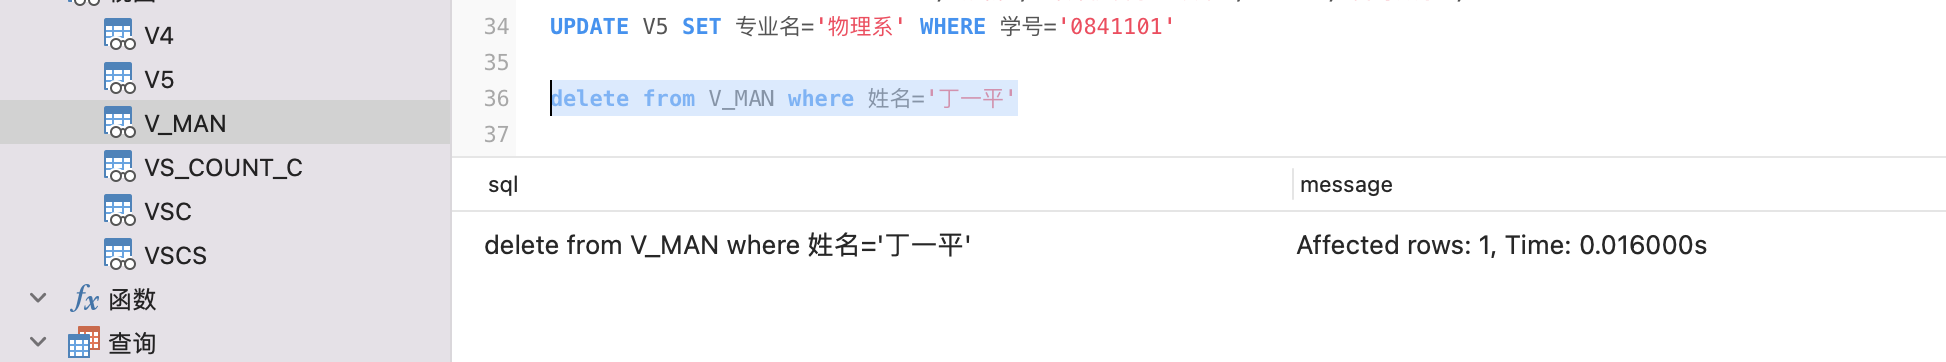 V4
V5
V_MAN
VS_COUNT_C
VSC
VSCS
fx 函数
查询
34 UPDATE V5 SET 专业名='物理系' WHERE 学号='0841101'
35
36 delete from V_MAN where 姓名='丁一平'
37
sql message
delete from V_MAN where 姓名='丁一平' Affected rows: 1, Time: 0.016000s